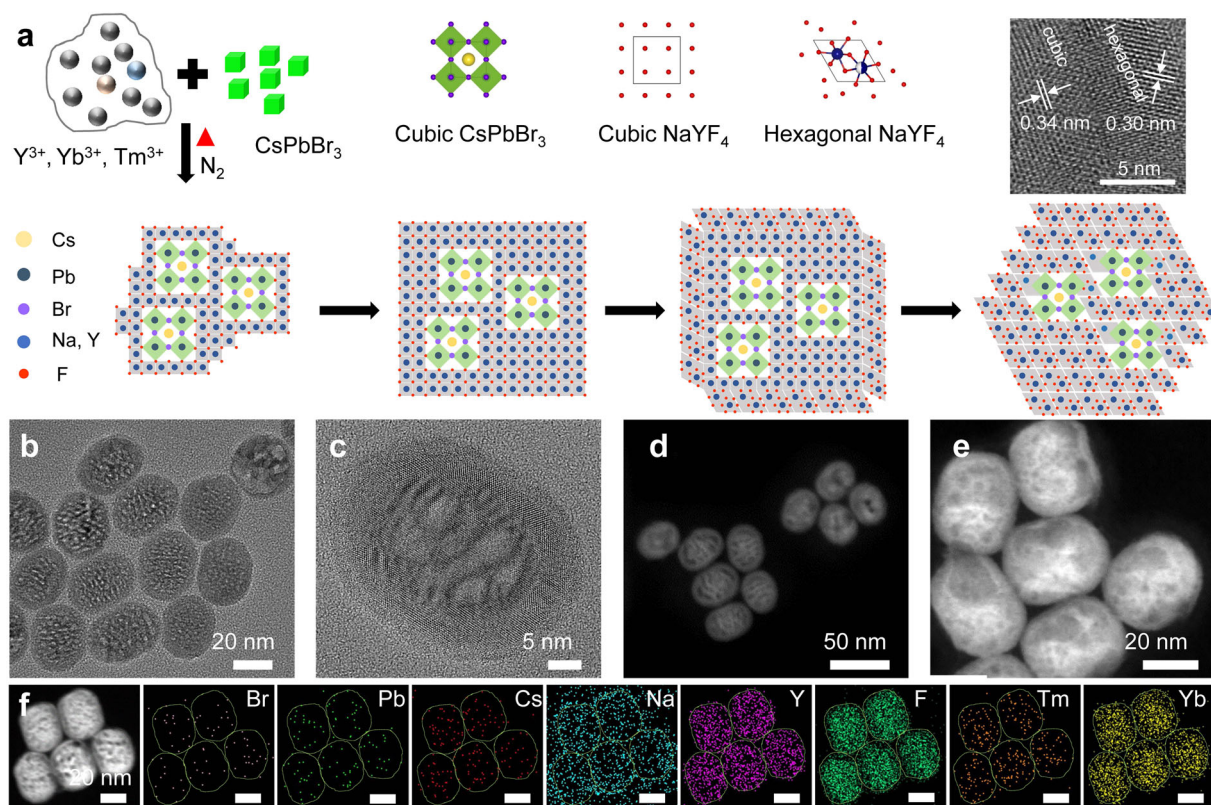 a
Y³⁺, Yb³⁺, Tm³⁺
CsPbBr₃
N₂
Cubic CsPbBr₃
Cubic NaYF₄
Hexagonal NaYF₄
cubic
hexagonal
0.34 nm
0.30 nm
5 nm
Cs
Pb
Br
Na, Y
F
b
20 nm
c
5 nm
d
50 nm
e
20 nm
f
20 nm
Br
Pb
Cs
Na
Y
F
Tm
Yb